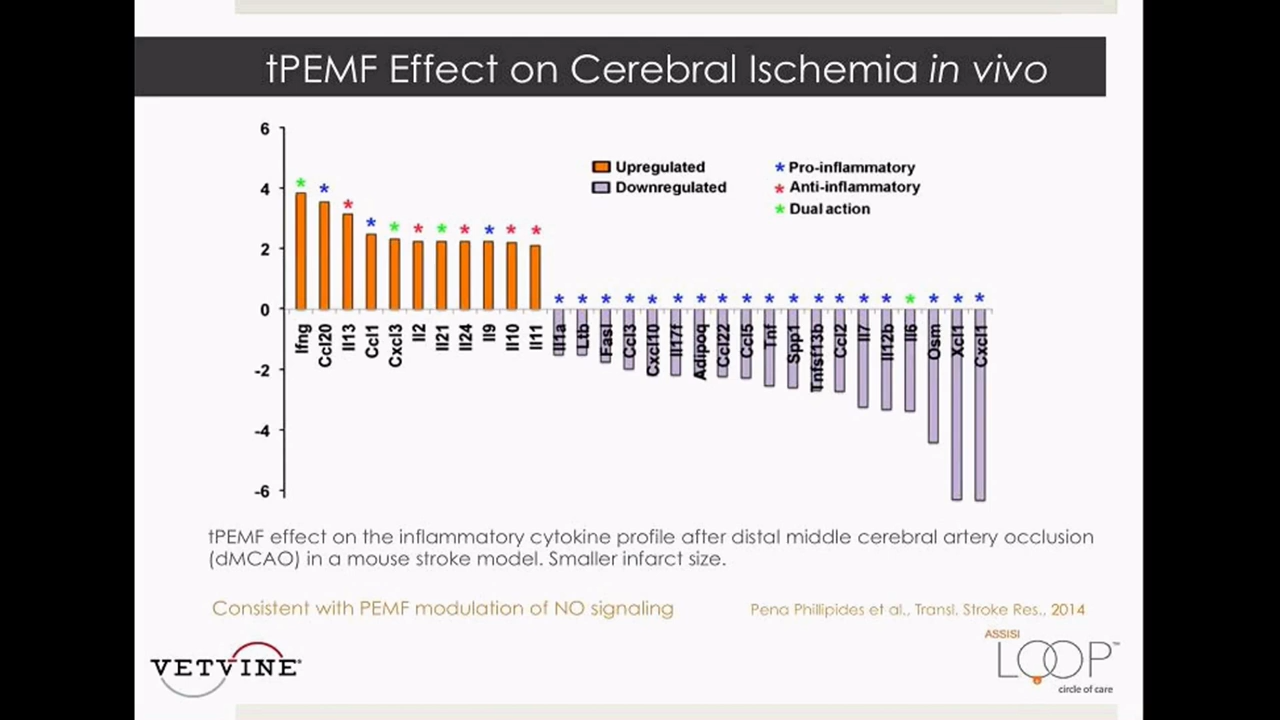 tPEMF Effect on Cerebral Ischemia in vivo
6
4
2
0
-2
-4
-6
Upregulated
Downregulated
* Pro-inflammatory
* Anti-inflammatory
* Dual action
Ifng
Ccl20
Il13
Ccl1
Cxcl3
Il2
Il21
Il24
Il9
Il10
Il11
Il1a
Ltb
Fasl
Ccl3
Cxcl10
Il17f
Adipoq
Ccl22
Ccl5
Tnf
Spp1
Tnfsf13b
Ccl2
Il7
Il12b
Il6
Osm
Xcl1
Cxcl1
tPEMF effect on the inflammatory cytokine profile after distal middle cerebral artery occlusion
(dMCAO) in a mouse stroke model. Smaller infarct size.
Consistent with PEMF modulation of NO signaling
Pena Phillipides et al., Transl. Stroke Res., 2014
VETVINE®
ASSISI
LOOP™
circle of care